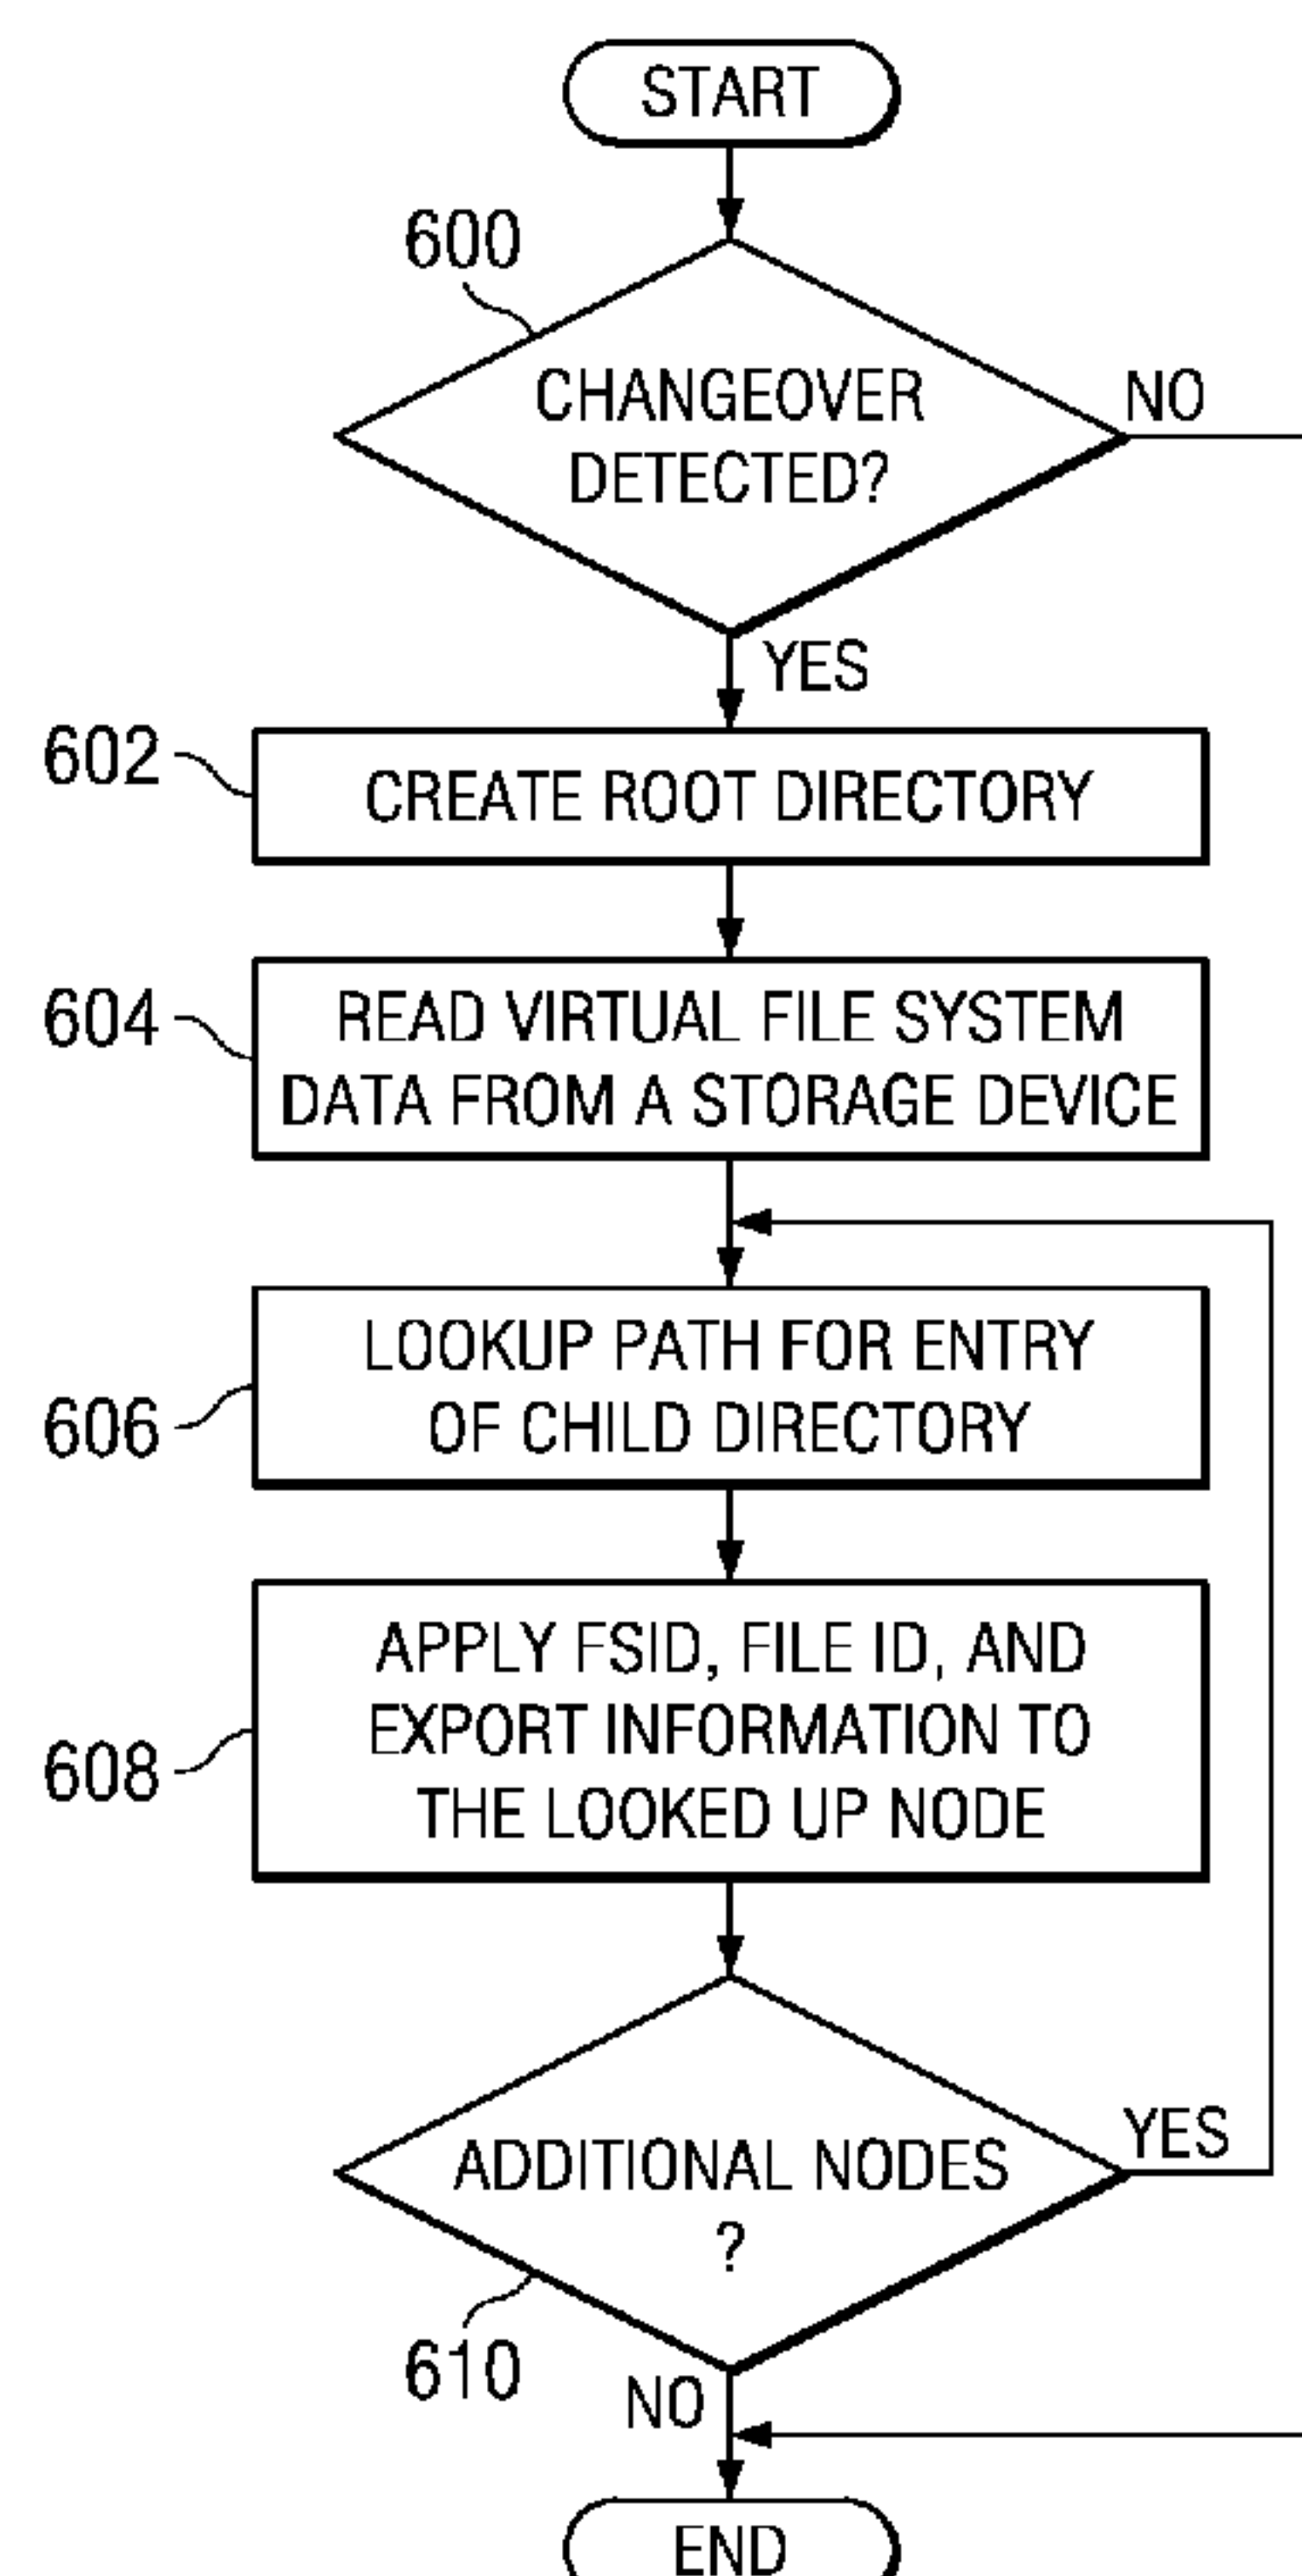 START
600
CHANGEOVER
DETECTED?
NO
YES
602
CREATE ROOT DIRECTORY
604
READ VIRTUAL FILE SYSTEM
DATA FROM A STORAGE DEVICE
606
LOOKUP PATH FOR ENTRY
OF CHILD DIRECTORY
608
APPLY FSID, FILE ID, AND
EXPORT INFORMATION TO
THE LOOKED UP NODE
ADDITIONAL NODES
?
YES
610
NO
END